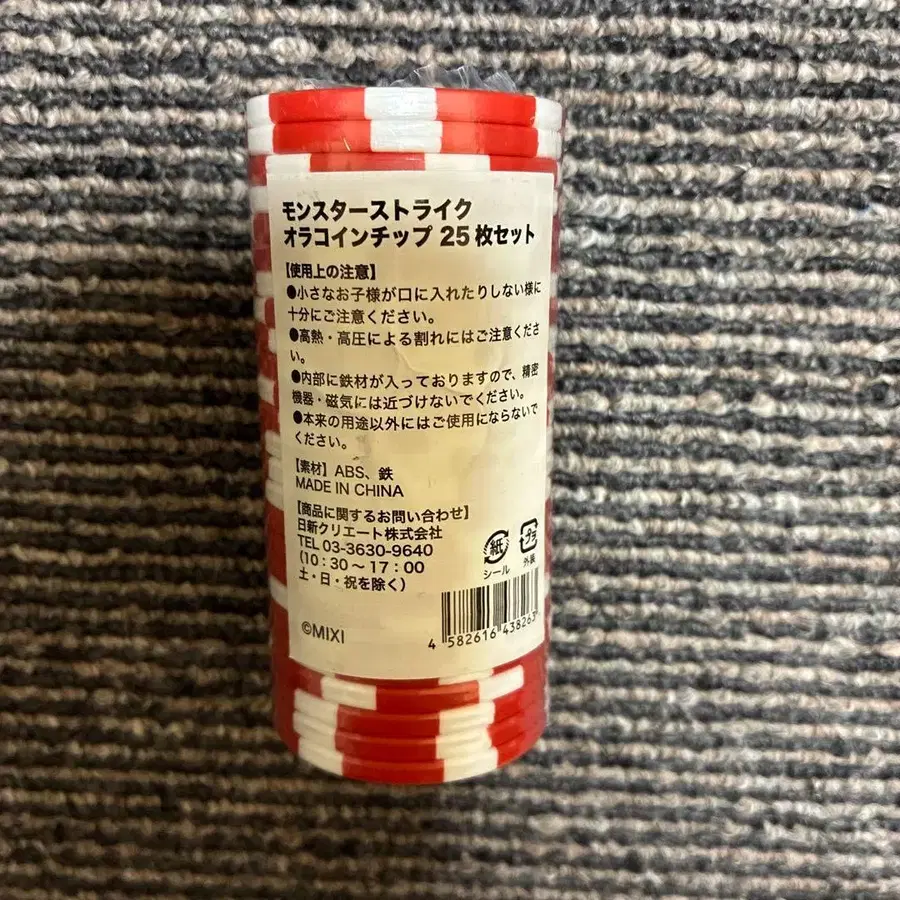 モンスターストライク
オラコインチップ 25枚セット
【使用上の注意】
●小さなお子様が口に入れたりしない様に
十分にご注意ください。
●高熱・高圧による割れにはご注意くださ
い。
●内部に鉄材が入っておりますので、精密
機器・磁気には近づけないでください。
●本来の用途以外にはご使用にならないで
ください。
【素材】ABS、鉄
MADE IN CHINA
【商品に関するお問い合わせ】
日新クリエート株式会社
TEL 03-3630-9640
(10:30～17:00
土・日・祝を除く)
紙
シール
プラ
外装
©MIXI
4 582616 438263